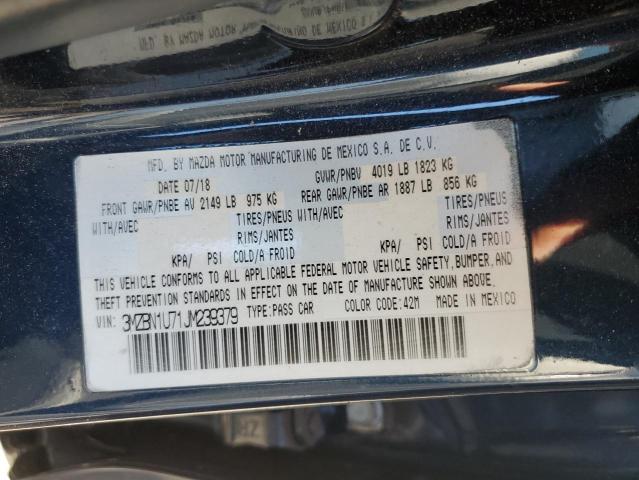 MFD. BY MAZDA MOTOR MANUFACTURING DE MEXICO S.A. DE C.V.
DATE 07/18 GVWR/PNBV 4019 LB 1823 KG
FRONT GAWR/PNBE AV 2149 LB 975 KG REAR GAWR/PNBE AR 1887 LB 856 KG
WITH/AVEC TIRES/PNEUS WITH/AVEC TIRES/PNEUS
RIMS/JANTES RIMS/JANTES
KPA/ PSI COLD/A FROID KPA/ PSI COLD/A FROID
THIS VEHICLE CONFORMS TO ALL APPLICABLE FEDERAL MOTOR VEHICLE SAFETY, BUMPER, AND
THEFT PREVENTION STANDARDS IN EFFECT ON THE DATE OF MANUFACTURE SHOWN ABOVE.
VIN: 3MZBN1U71JM239379 TYPE:PASS CAR COLOR CODE:42M MADE IN MEXICO